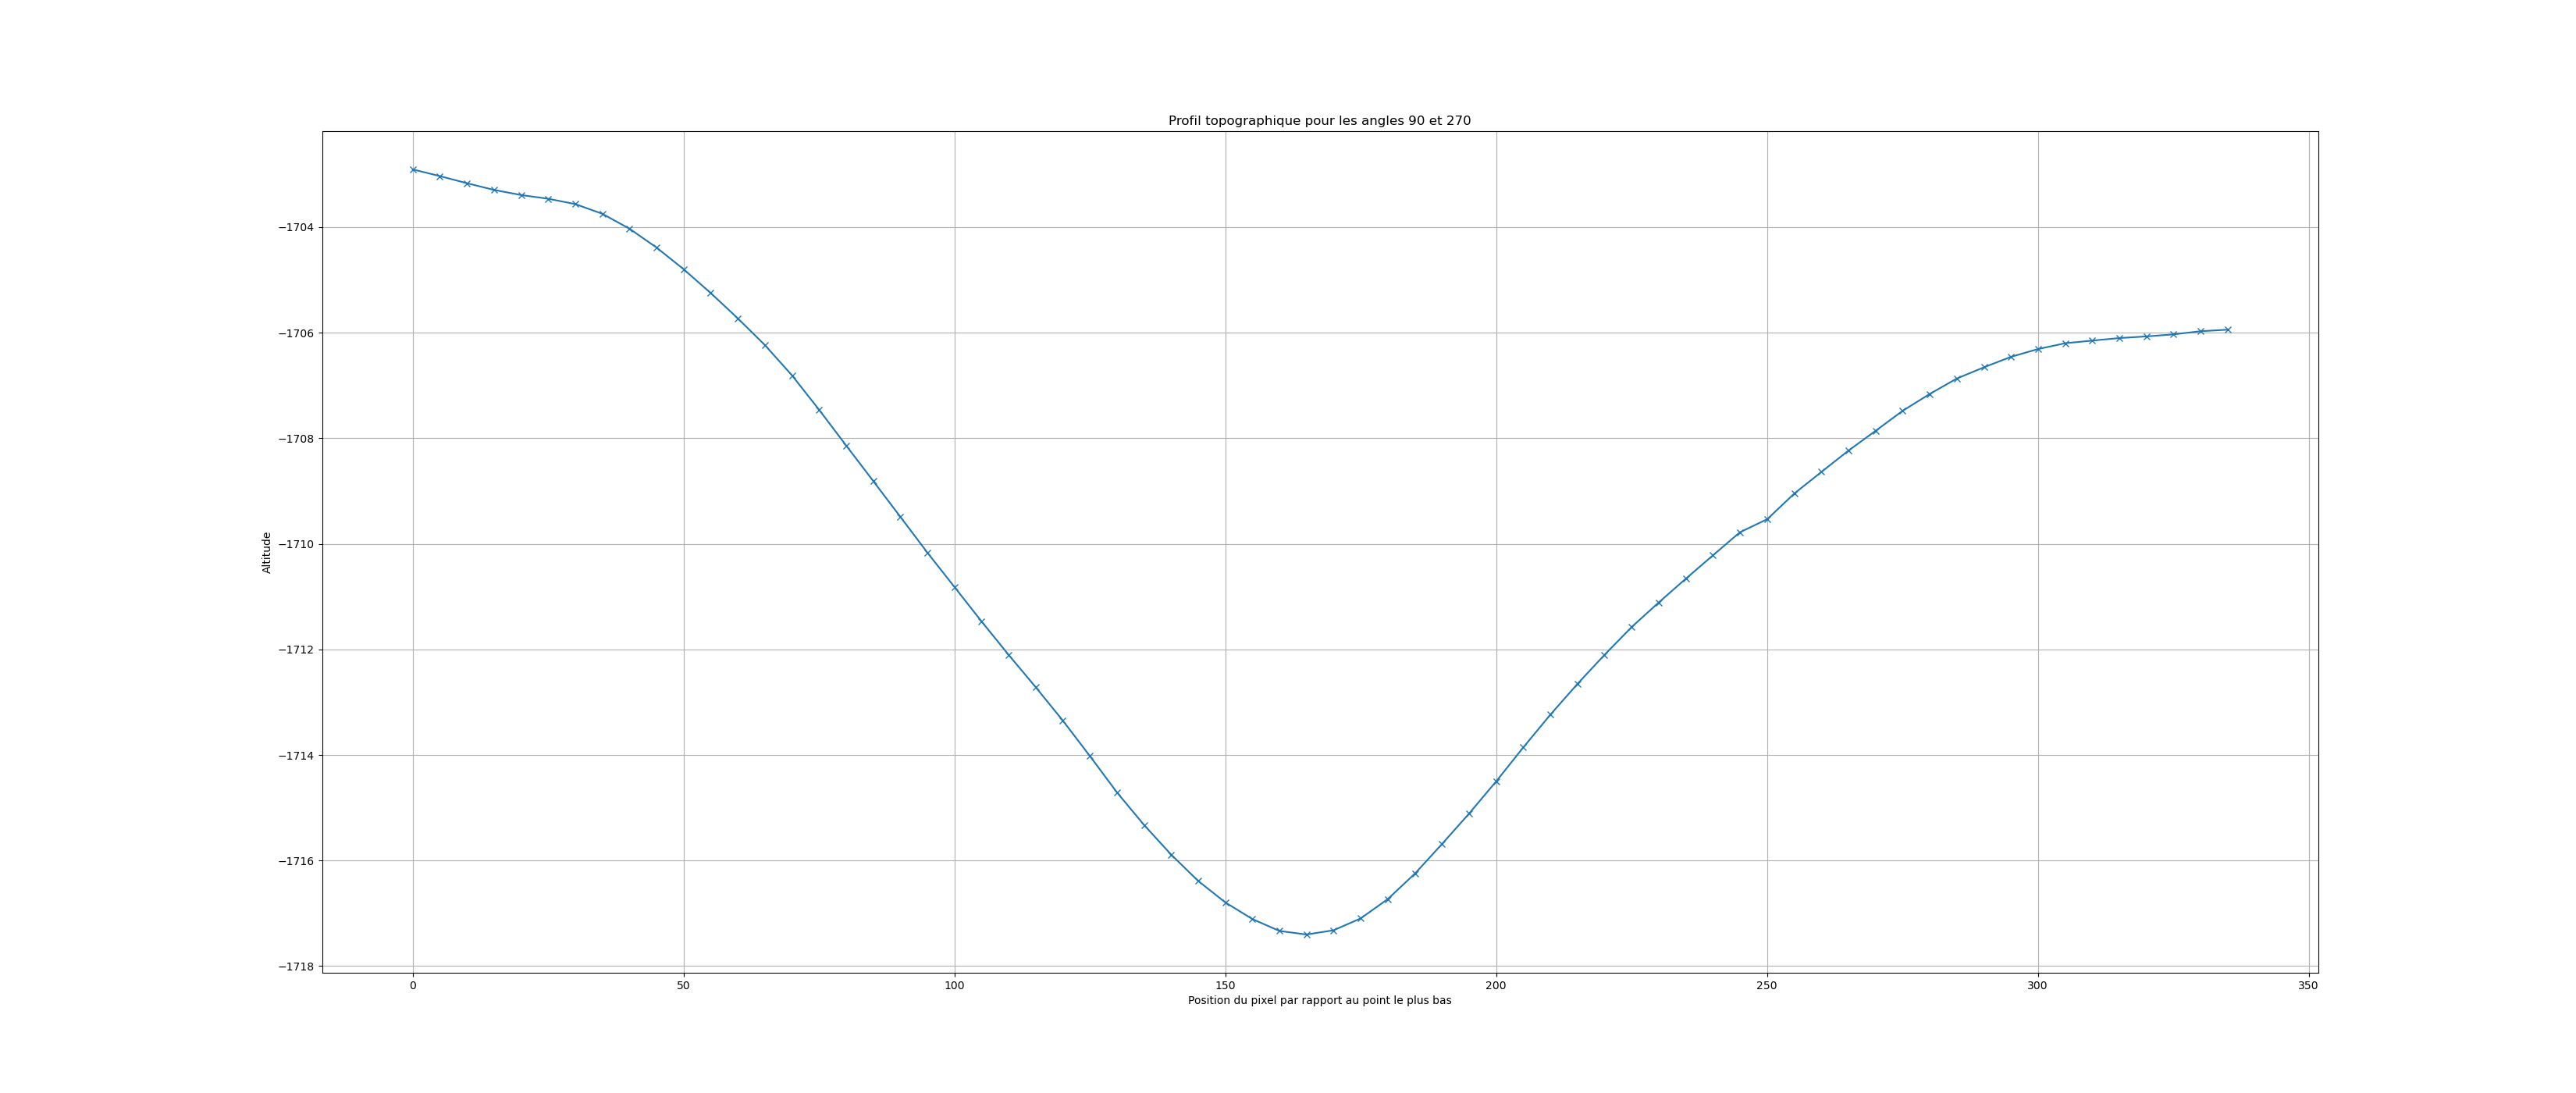 Profil topographique pour les angles 90 et 270
Altitude
−1704
−1706
−1708
−1710
−1712
−1714
−1716
−1718
0 50 100 150 200 250 300 350
Position du pixel par rapport au point le plus bas